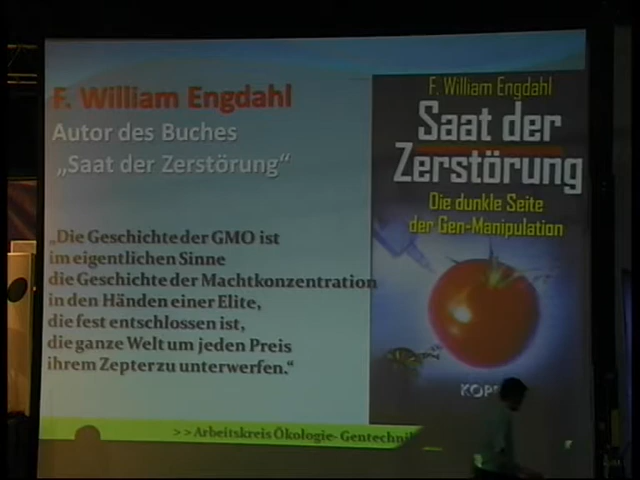 F. William Engdahl
Autor des Buches
„Saat der Zerstörung“
„Die Geschichte der GMO ist
im eigentlichen Sinne
die Geschichte der Machtkonzentration
in den Händen einer Elite,
die fest entschlossen ist,
die ganze Welt um jeden Preis
ihrem Zepter zu unterwerfen.“
>> Arbeitskreis Ökologie- Gentechnik
F. William Engdahl
Saat der
Zerstörung
Die dunkle Seite
der Gen-Manipulation